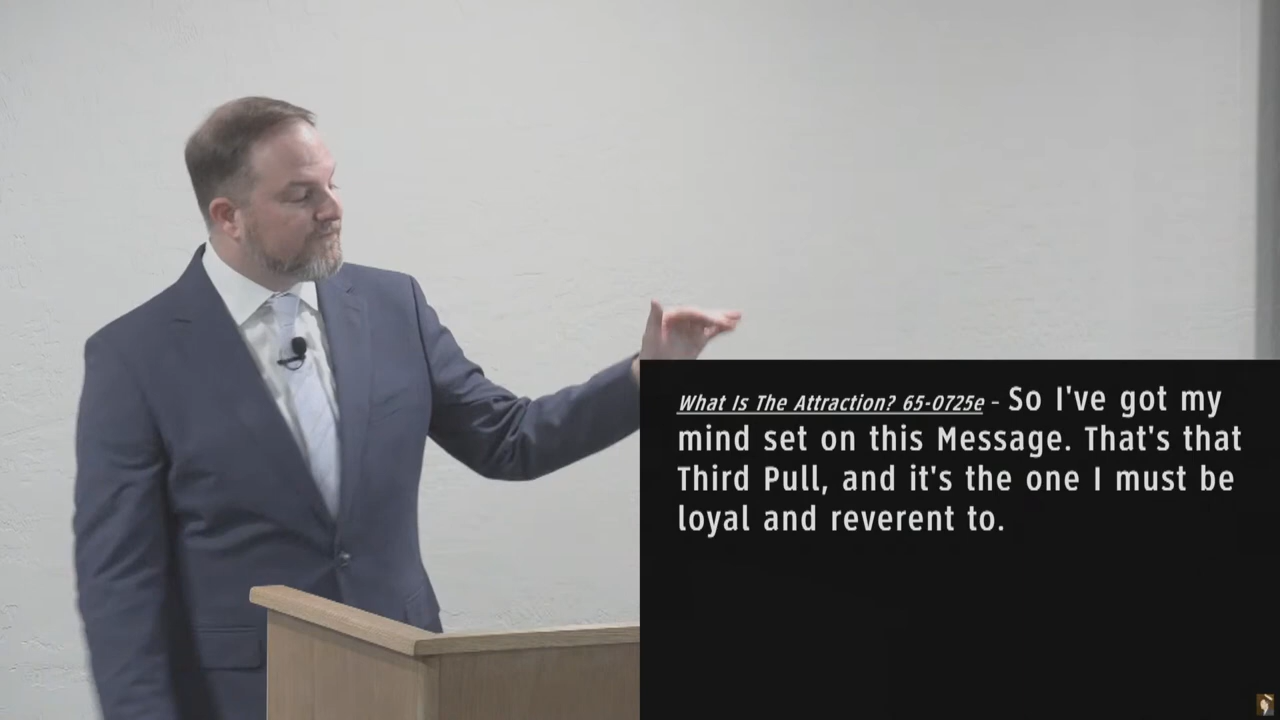 What Is The Attraction? 65-0725e - So I've got my
mind set on this Message. That's that
Third Pull, and it's the one I must be
loyal and reverent to.